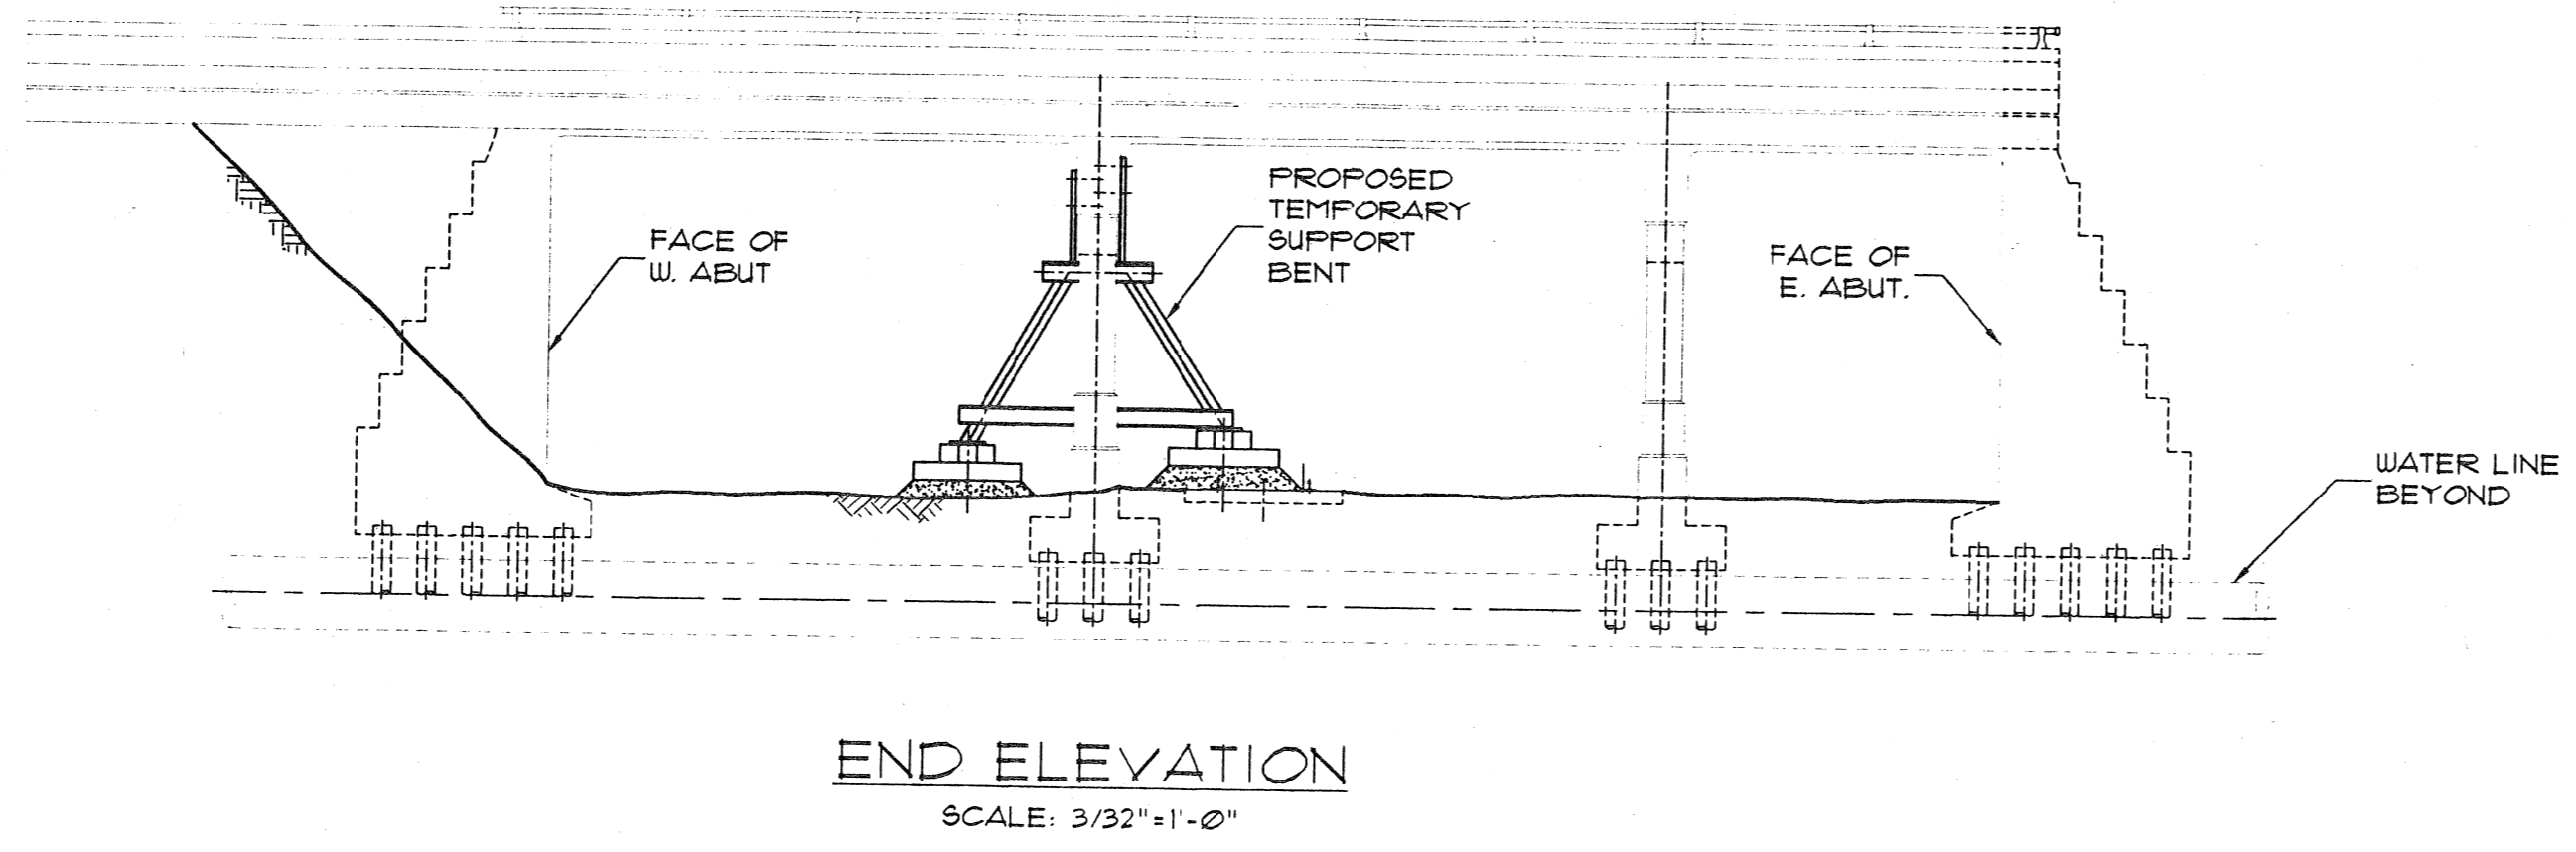 PROPOSED
TEMPORARY
SUPPORT
BENT
FACE OF
W. ABUT
FACE OF
E. ABUT.
WATER LINE
BEYOND
END ELEVATION
SCALE: 3/32"=1'-0"